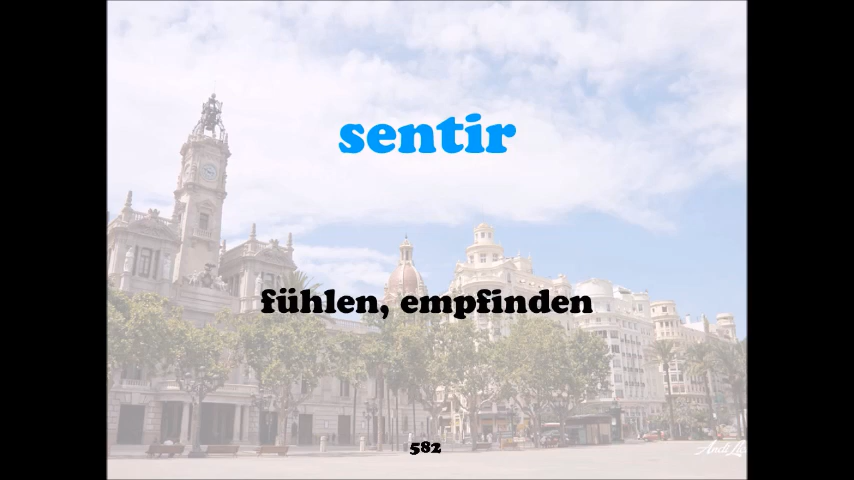 sentir
fühlen, empfinden
582